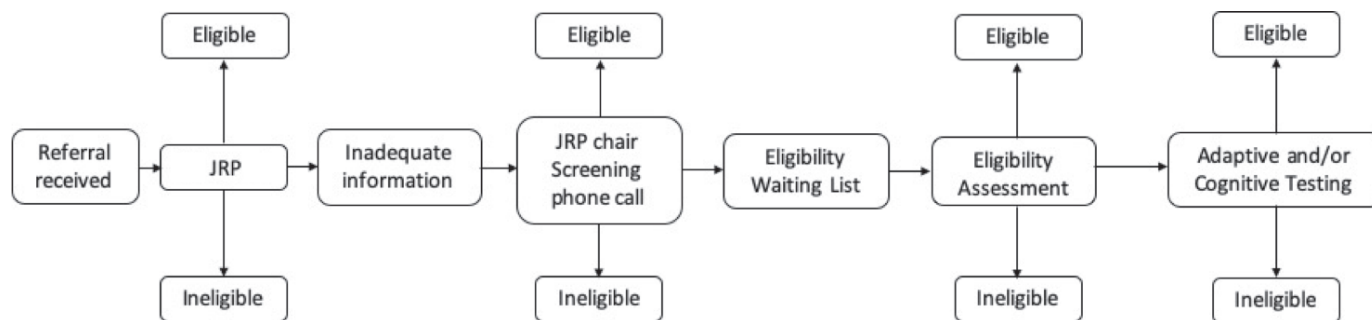 Eligible
Eligible
Eligible
Eligible
Referral
received
JRP
Inadequate
information
JRP chair
Screening
phone call
Eligibility
Waiting List
Eligibility
Assessment
Adaptive and/or
Cognitive Testing
Ineligible
Ineligible
Ineligible
Ineligible